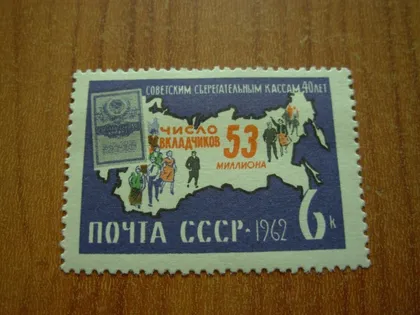 СОВЕТСКИМ СБЕРЕГАТЕЛЬНЫМ КАССАМ 40 ЛЕТ
ЧИСЛО
ВКЛАДЧИКОВ 53
МИЛЛИОНА
ПОЧТА СССР·1962 6к